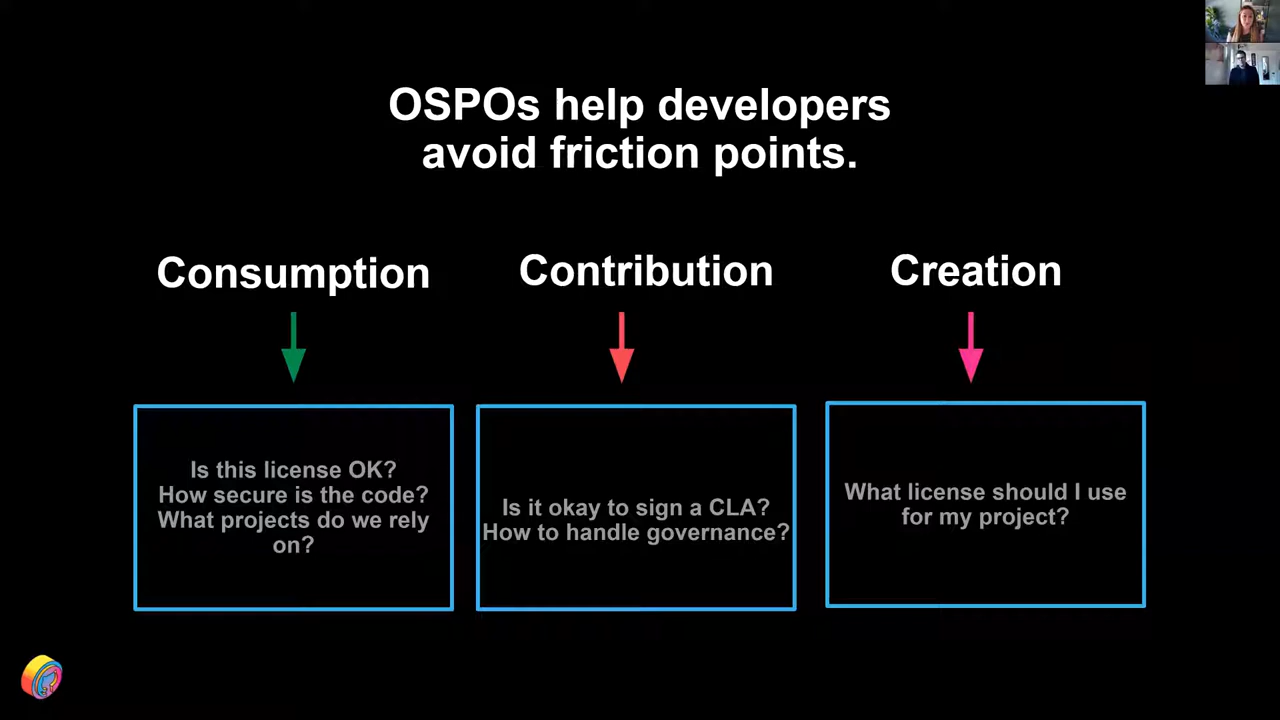 OSPOs help developers
avoid friction points.
Consumption
Contribution
Creation
Is this license OK?
How secure is the code?
What projects do we rely
on?
Is it okay to sign a CLA?
How to handle governance?
What license should I use
for my project?